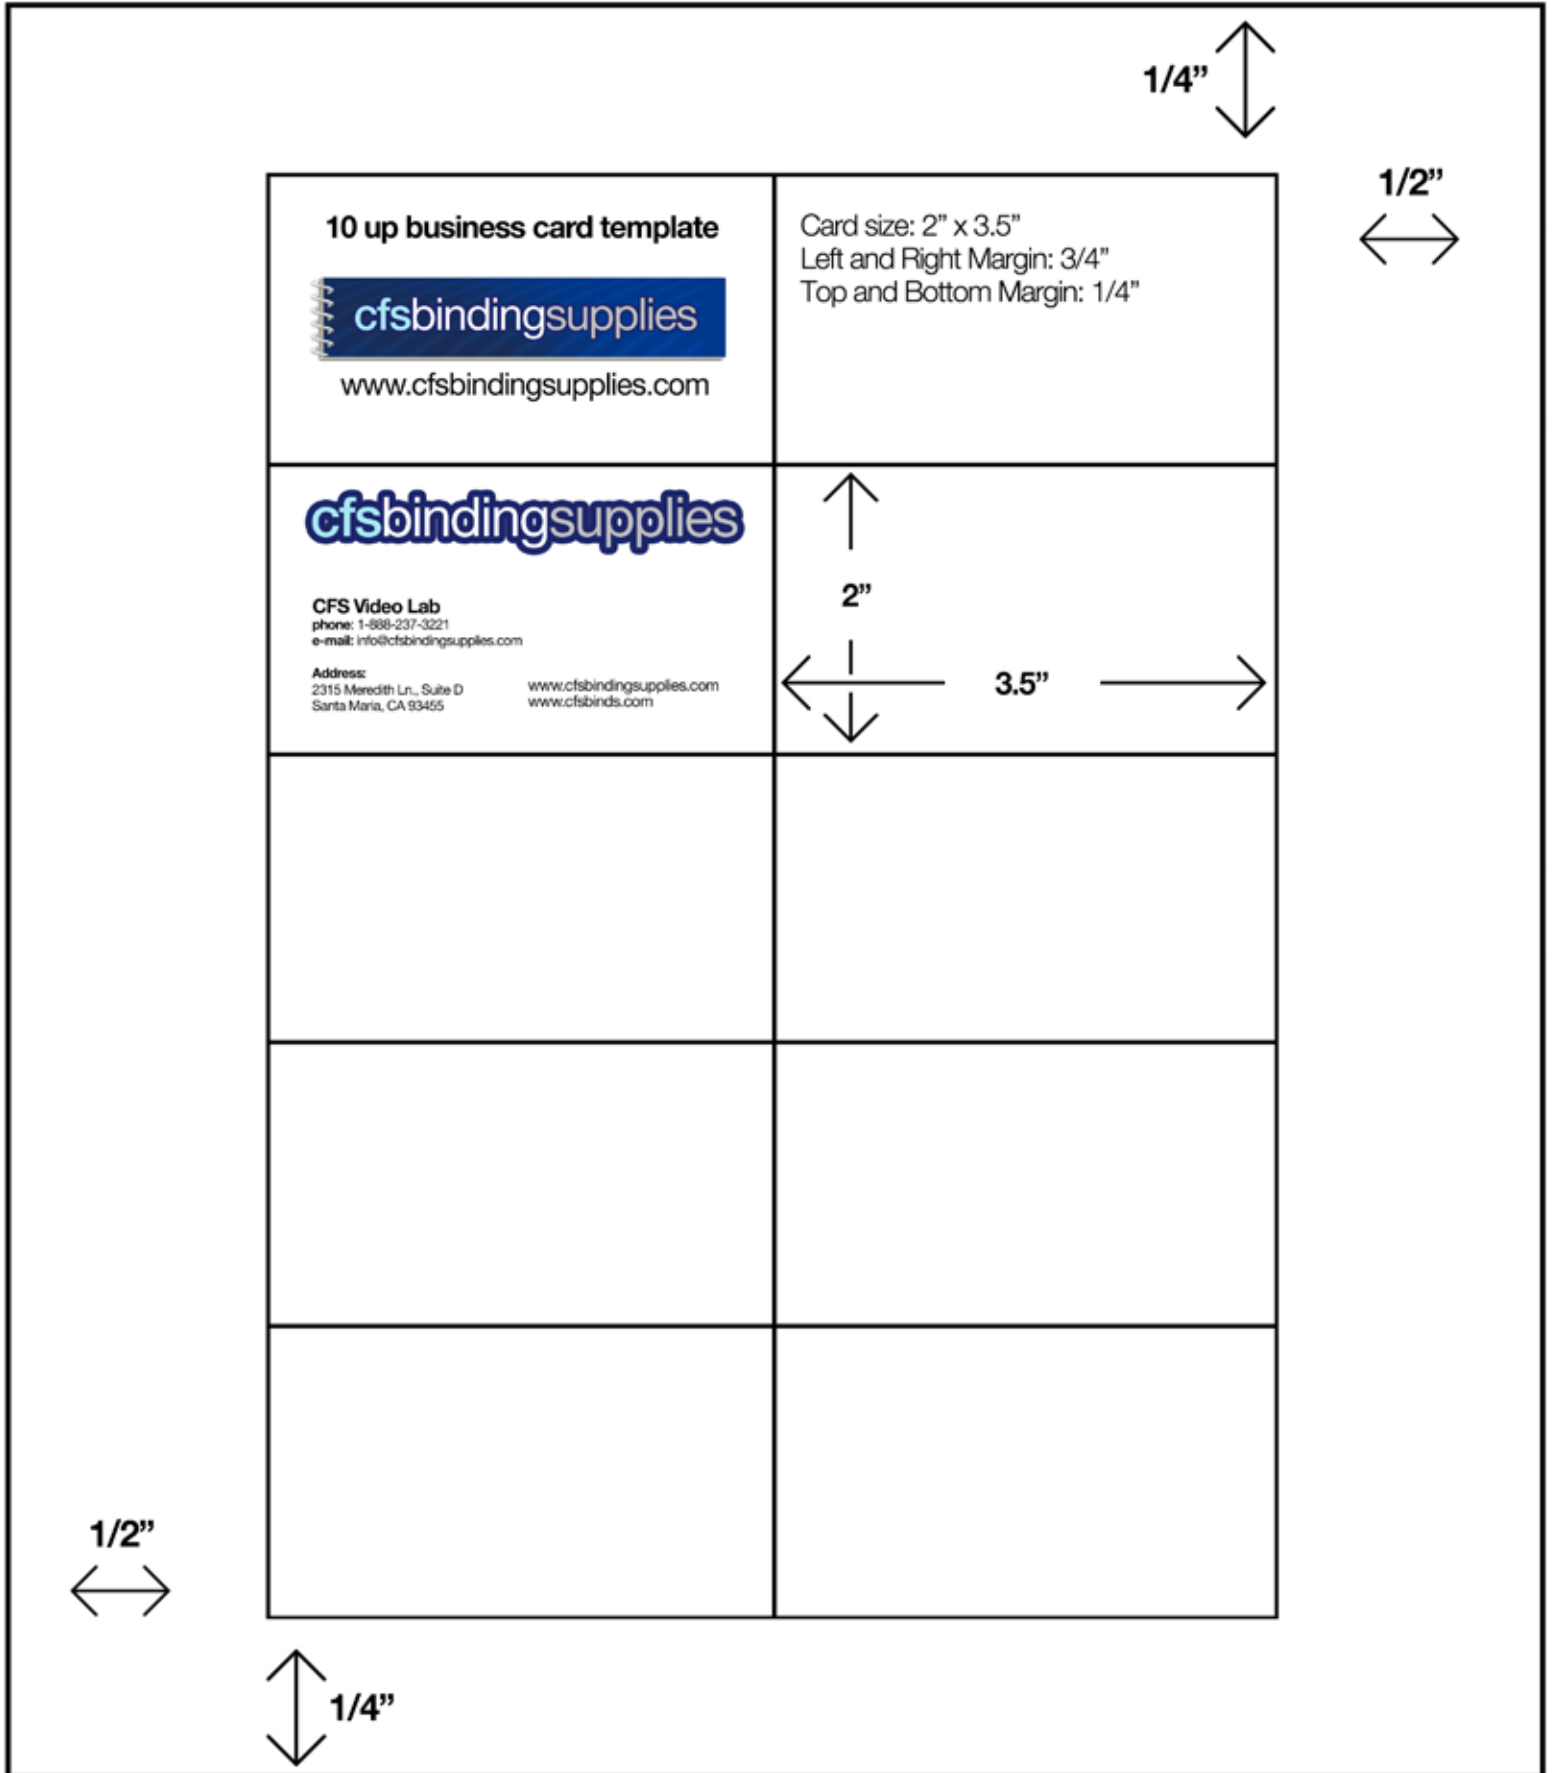 1/4”
1/2”
10 up business card template
cfsbindingsupplies
www.cfsbindingsupplies.com
Card size: 2” x 3.5”
Left and Right Margin: 3/4”
Top and Bottom Margin: 1/4”
cfsbindingsupplies
CFS Video Lab
phone: 1-888-237-3221
e-mail: info@cfsbindingsupplies.com
Address:
2315 Meredith Ln., Suite D
Santa Maria, CA 93455
www.cfsbindingsupplies.com
www.cfsbinds.com
2”
3.5”
1/2”
1/4”